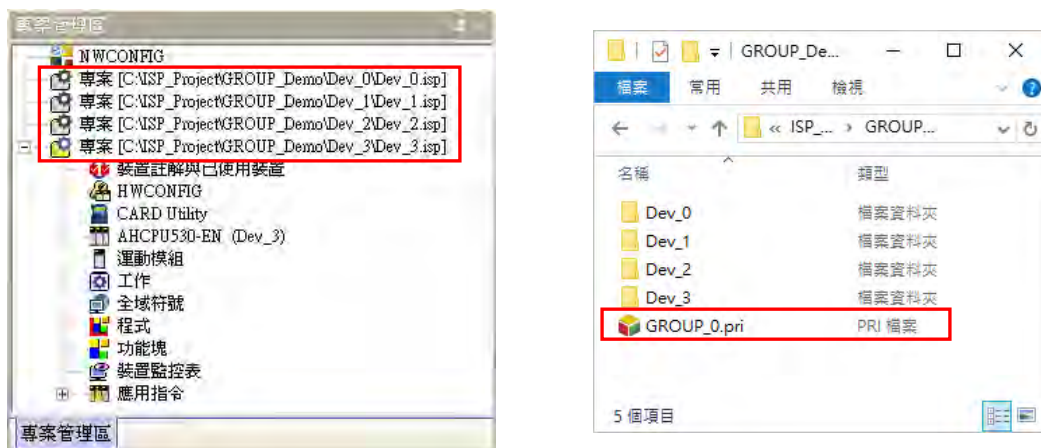 專案管理區
NWCONFIG
專案 [C:\ISP_Project\GROUP_Demo\Dev_0\Dev_0.isp]
專案 [C:\ISP_Project\GROUP_Demo\Dev_1\Dev_1.isp]
專案 [C:\ISP_Project\GROUP_Demo\Dev_2\Dev_2.isp]
專案 [C:\ISP_Project\GROUP_Demo\Dev_3\Dev_3.isp]
裝置註解與已使用裝置
HWCONFIG
CARD Utility
AHCPU530-EN (Dev_3)
運動模組
工作
全域符號
程式
功能塊
裝置監控表
應用指令
專案管理區
GROUP_De...
檔案 常用 共用 檢視
« ISP_... › GROUP...
名稱 類型
Dev_0 檔案資料夾
Dev_1 檔案資料夾
Dev_2 檔案資料夾
Dev_3 檔案資料夾
GROUP_0.pri PRI 檔案
5 個項目